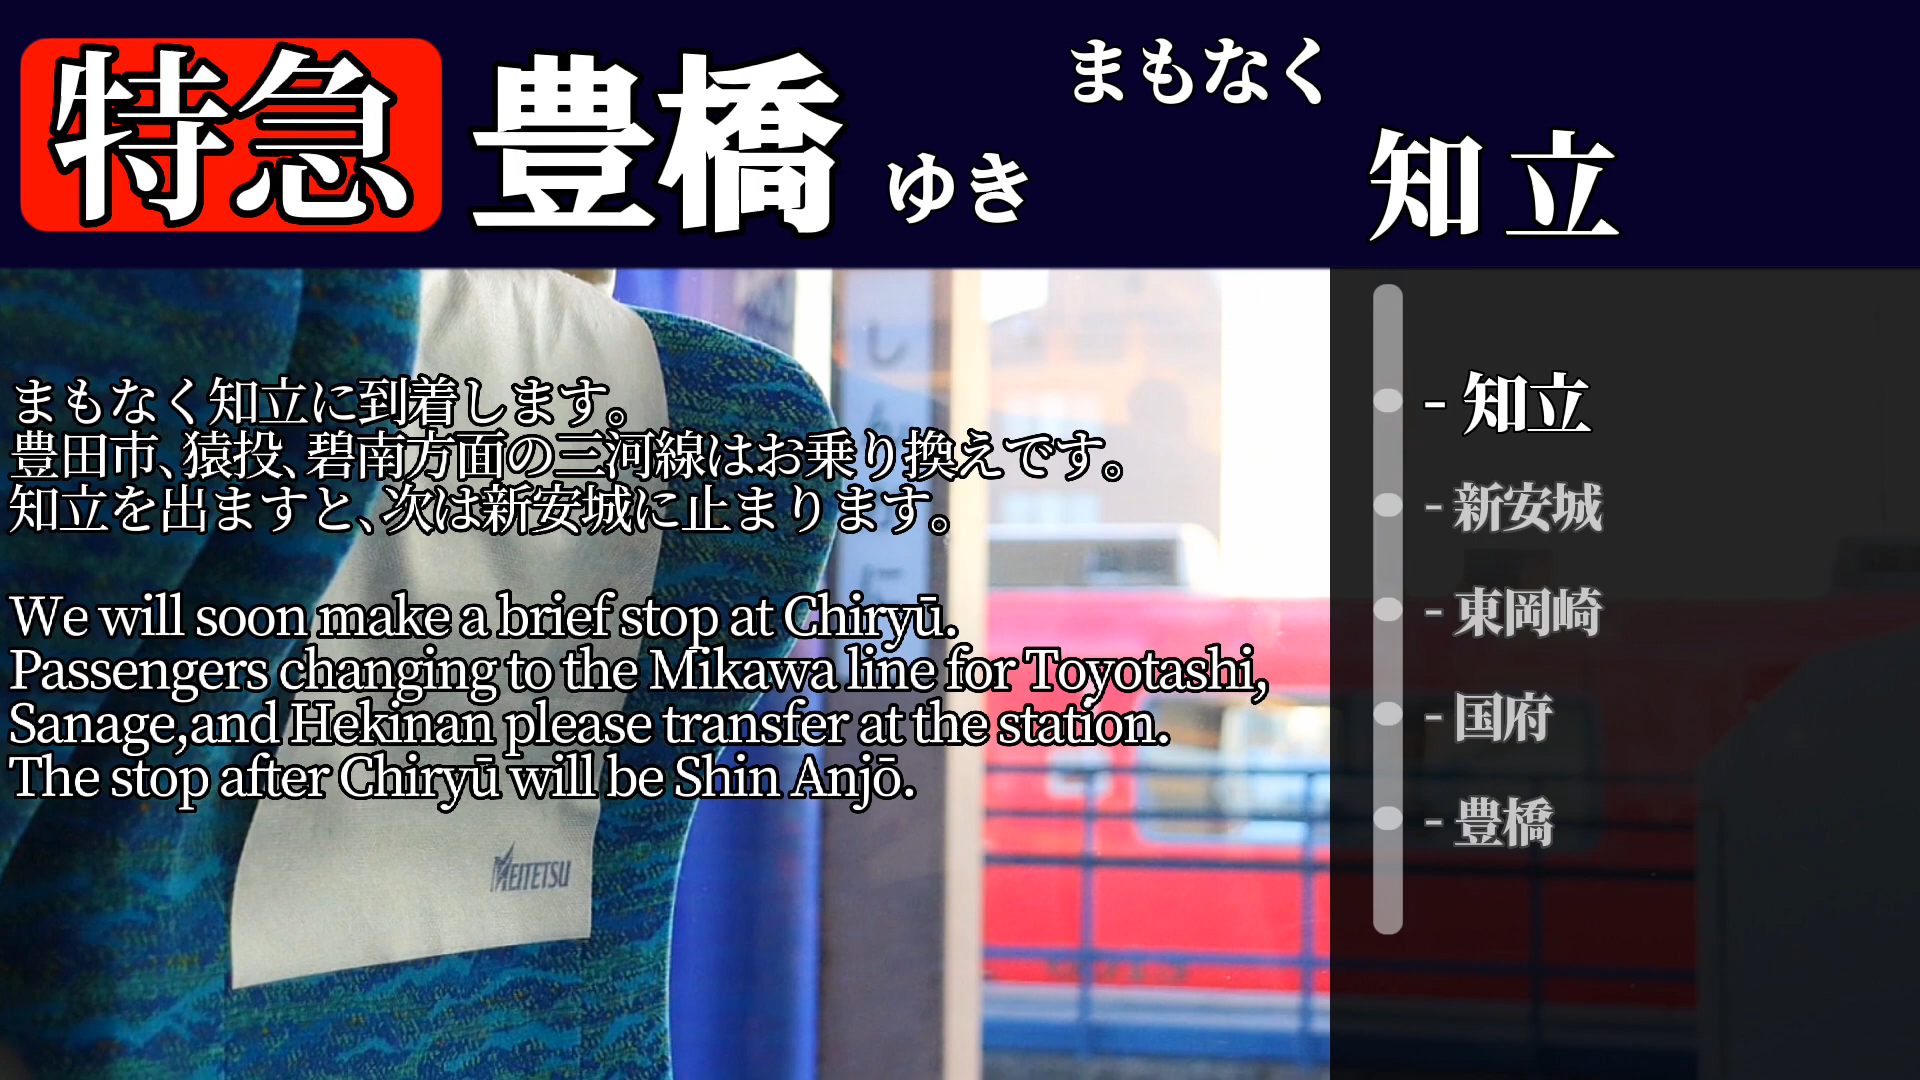 特急 豊橋 ゆき
まもなく
知立
まもなく知立に到着します。
豊田市、猿投、碧南方面の三河線はお乗り換えです。
知立を出ますと、次は新安城に止まります。
We will soon make a brief stop at Chiryū.
Passengers changing to the Mikawa line for Toyotashi,
Sanage,and Hekinan please transfer at the station.
The stop after Chiryū will be Shin Anjō.
MEITETSU
- 知立
- 新安城
- 東岡崎
- 国府
- 豊橋